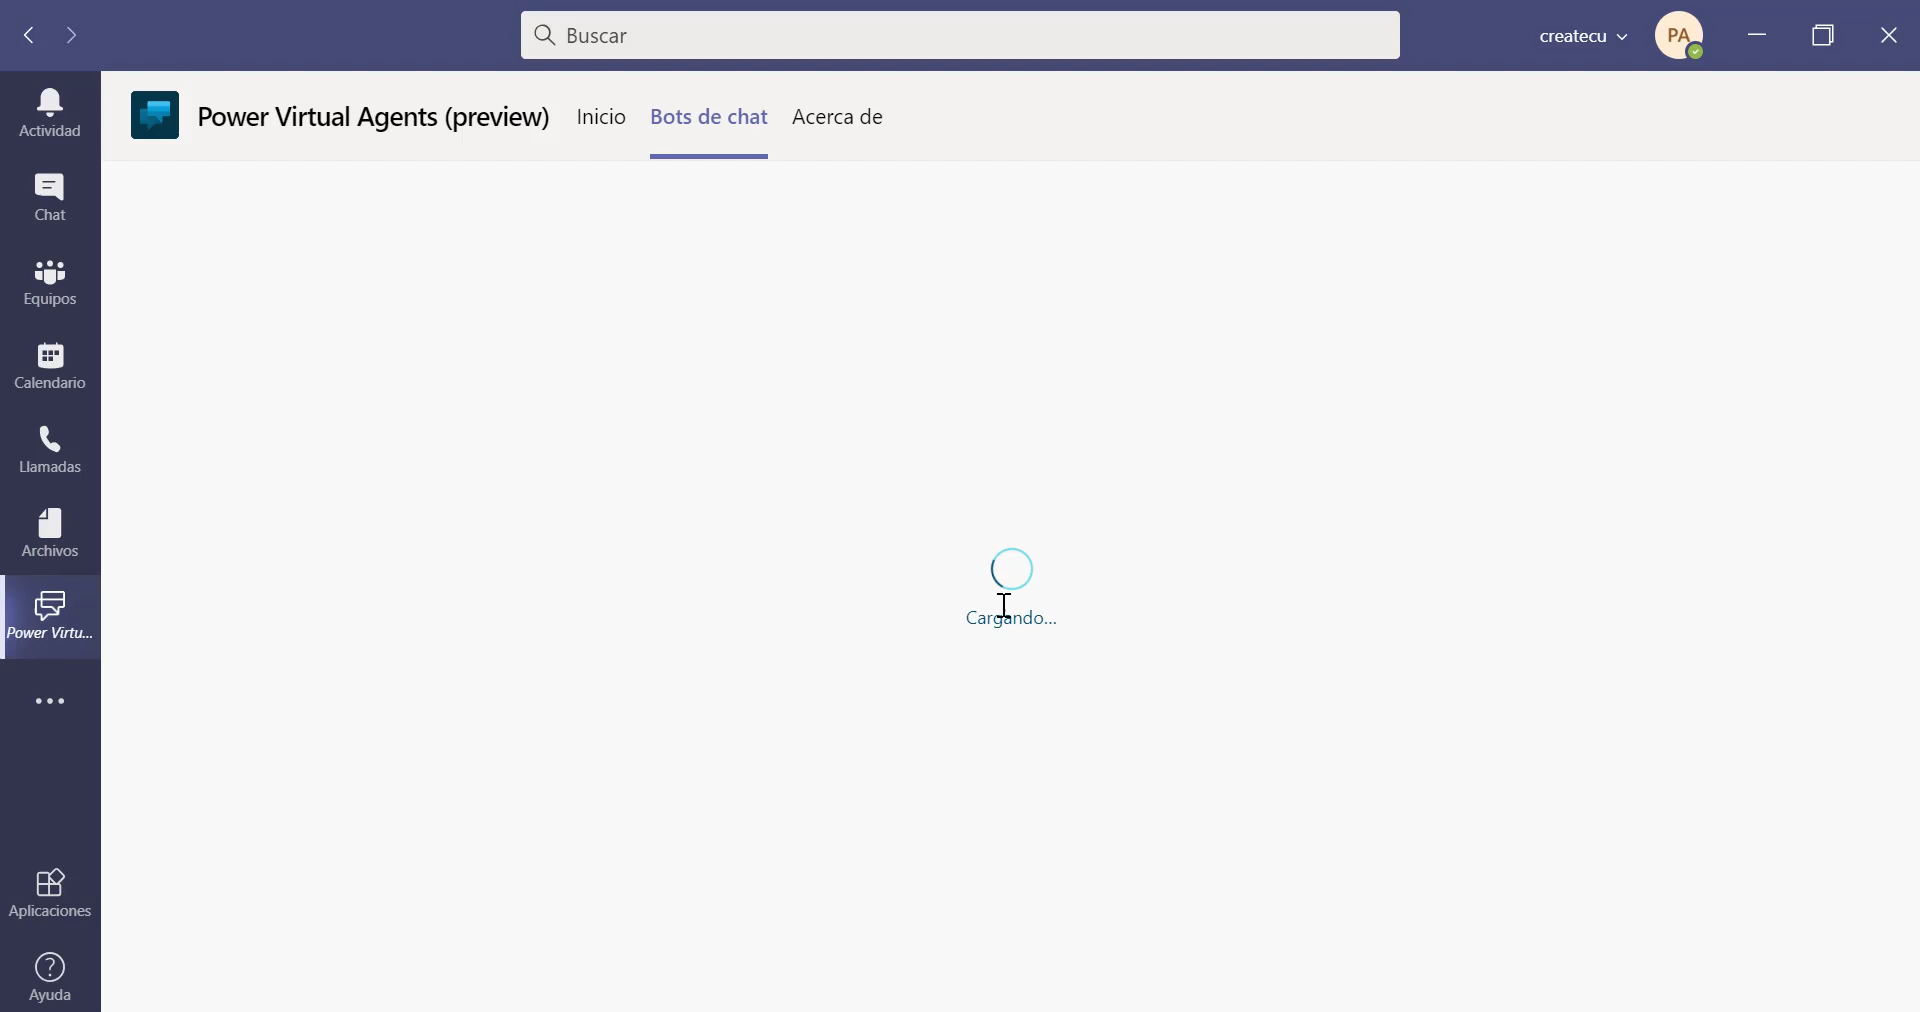 Buscar
createcu
PA
Actividad
Chat
Equipos
Calendario
Llamadas
Archivos
Power Virtu...
Aplicaciones
Ayuda
Power Virtual Agents (preview)
Inicio
Bots de chat
Acerca de
Cargando...